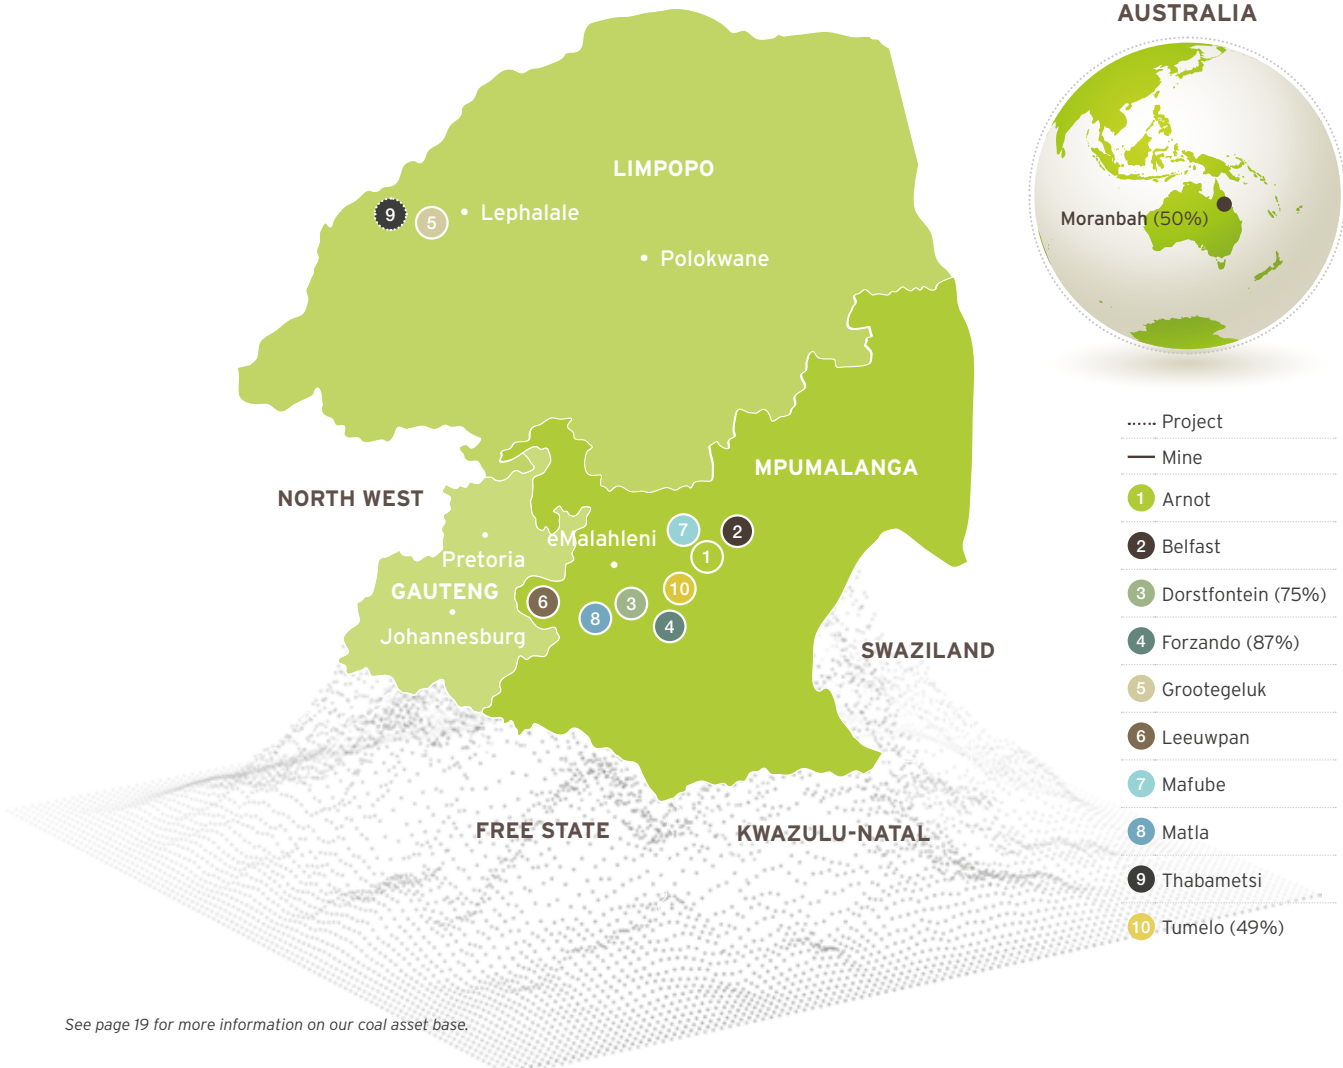 AUSTRALIA
Moranbah (50%)
LIMPOPO
9
5
Lephalale
Polokwane
MPUMALANGA
NORTH WEST
7
2
eMalahleni
1
Pretoria
GAUTENG
10
6
3
8
4
Johannesburg
SWAZILAND
FREE STATE
KWAZULU-NATAL
Project
Mine
1 Arnot
2 Belfast
3 Dorstfontein (75%)
4 Forzando (87%)
5 Grootegeluk
6 Leeuwpan
7 Mafube
8 Matla
9 Thabametsi
10 Tumelo (49%)
See page 19 for more information on our coal asset base.